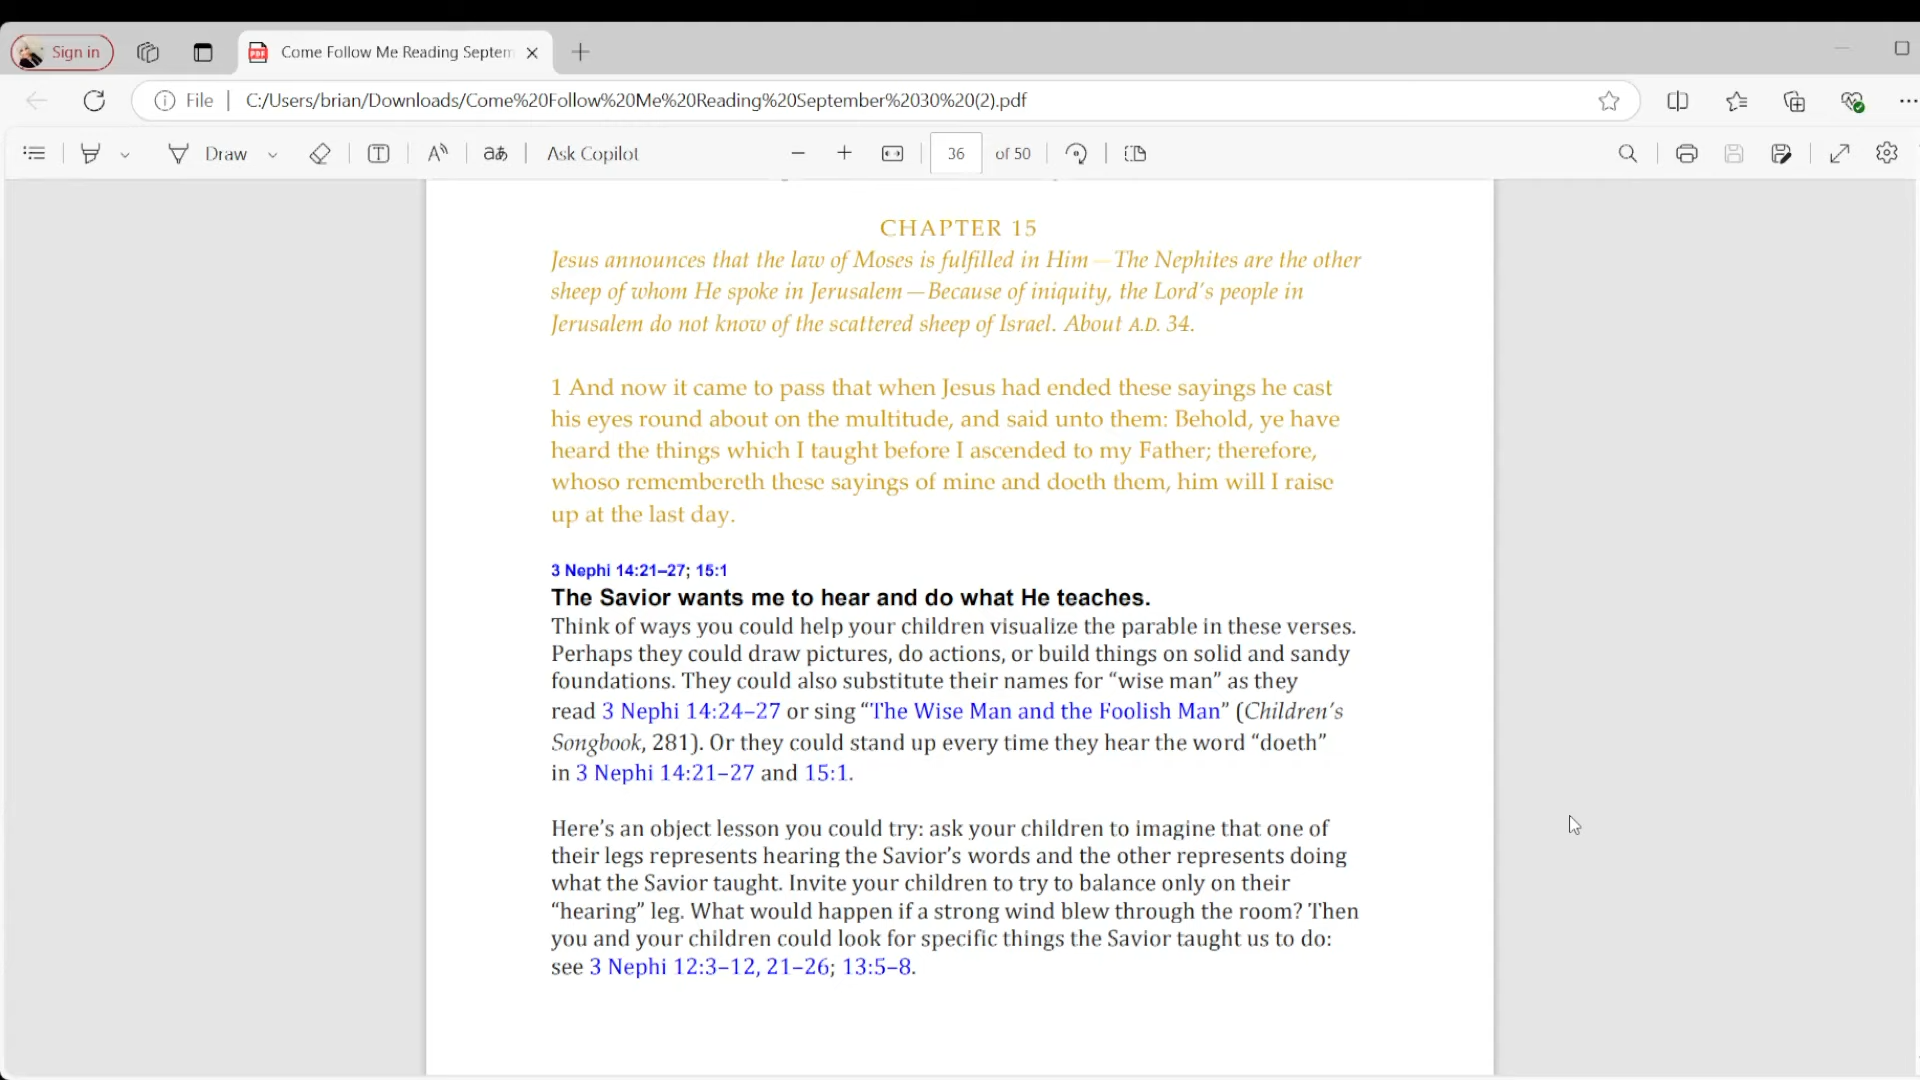 Sign in
Come Follow Me Reading Septem
File
C:/Users/brian/Downloads/Come%20Follow%20Me%20Reading%20September%2030%20(2).pdf
Draw
aあ
Ask Copilot
36
of 50
CHAPTER 15
Jesus announces that the law of Moses is fulfilled in Him—The Nephites are the other
sheep of whom He spoke in Jerusalem—Because of iniquity, the Lord's people in
Jerusalem do not know of the scattered sheep of Israel. About A.D. 34.
1 And now it came to pass that when Jesus had ended these sayings he cast
his eyes round about on the multitude, and said unto them: Behold, ye have
heard the things which I taught before I ascended to my Father; therefore,
whoso remembereth these sayings of mine and doeth them, him will I raise
up at the last day.
3 Nephi 14:21–27; 15:1
The Savior wants me to hear and do what He teaches.
Think of ways you could help your children visualize the parable in these verses.
Perhaps they could draw pictures, do actions, or build things on solid and sandy
foundations. They could also substitute their names for “wise man” as they
read 3 Nephi 14:24–27 or sing “The Wise Man and the Foolish Man” (Children’s
Songbook, 281). Or they could stand up every time they hear the word “doeth”
in 3 Nephi 14:21–27 and 15:1.
Here’s an object lesson you could try: ask your children to imagine that one of
their legs represents hearing the Savior’s words and the other represents doing
what the Savior taught. Invite your children to try to balance only on their
“hearing” leg. What would happen if a strong wind blew through the room? Then
you and your children could look for specific things the Savior taught us to do:
see 3 Nephi 12:3–12, 21–26; 13:5–8.